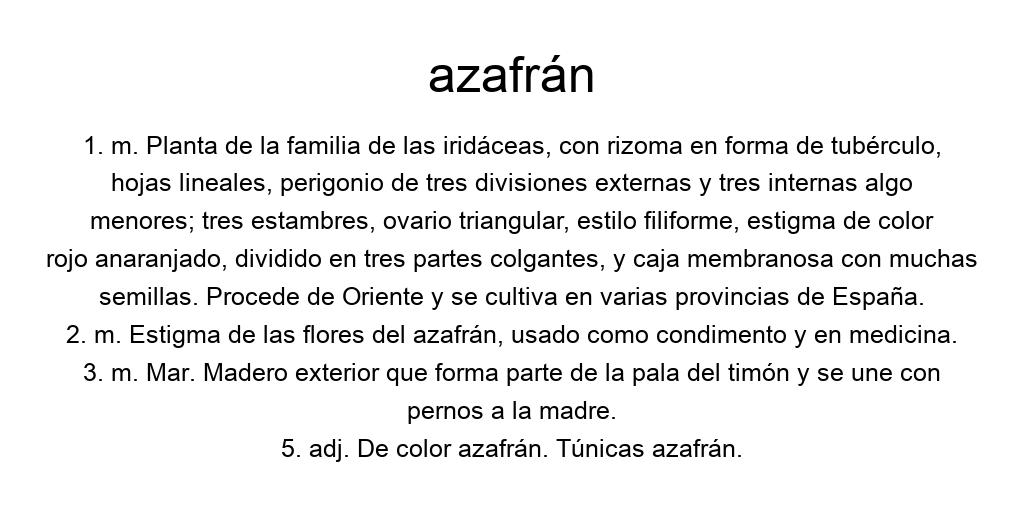 azafrán
1. m. Planta de la familia de las iridáceas, con rizoma en forma de tubérculo,
hojas lineales, perigonio de tres divisiones externas y tres internas algo
menores; tres estambres, ovario triangular, estilo filiforme, estigma de color
rojo anaranjado, dividido en tres partes colgantes, y caja membranosa con muchas
semillas. Procede de Oriente y se cultiva en varias provincias de España.
2. m. Estigma de las flores del azafrán, usado como condimento y en medicina.
3. m. Mar. Madero exterior que forma parte de la pala del timón y se une con
pernos a la madre.
5. adj. De color azafrán. Túnicas azafrán.